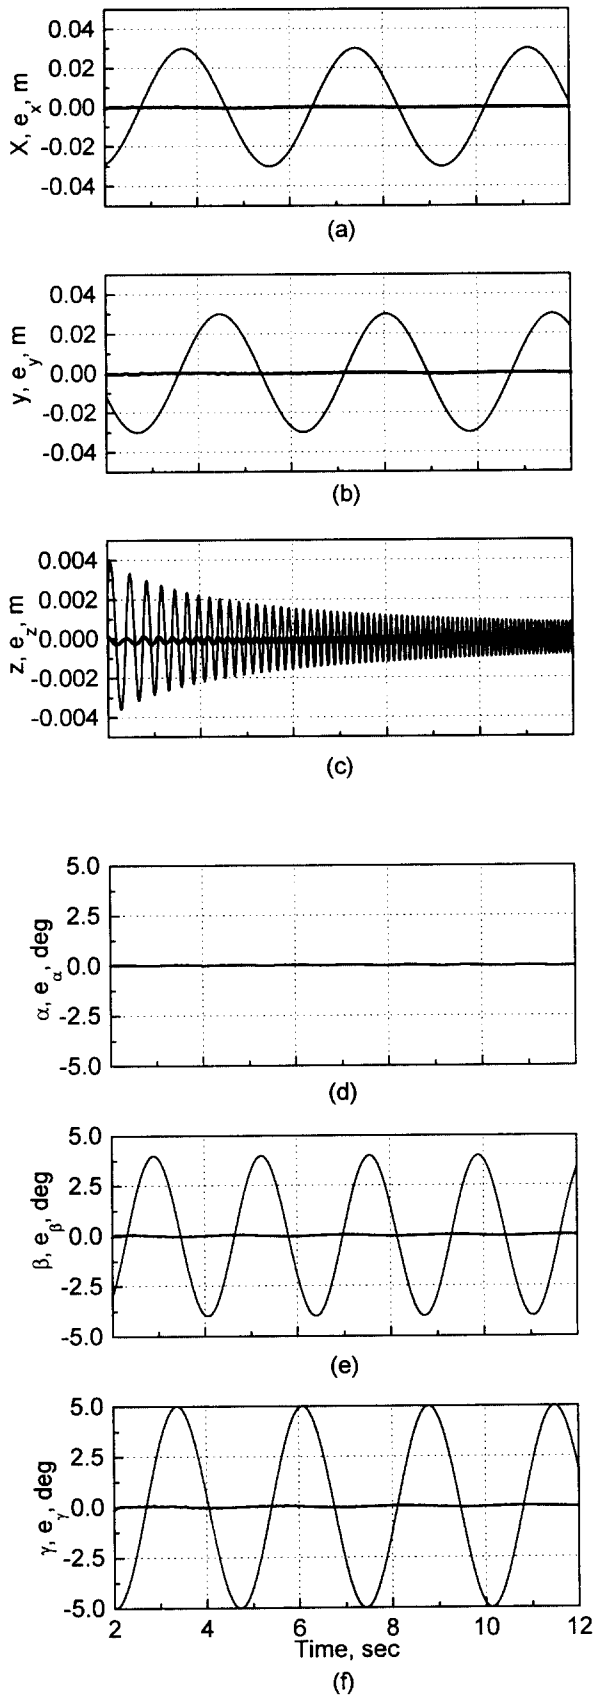 0.04
0.02
0.00
-0.02
-0.04
X, e_x, m
(a)
0.04
0.02
0.00
-0.02
-0.04
y, e_y, m
(b)
0.004
0.002
0.000
-0.002
-0.004
z, e_z, m
(c)
5.0
2.5
0.0
-2.5
-5.0
α, e_α, deg
(d)
5.0
2.5
0.0
-2.5
-5.0
β, e_β, deg
(e)
5.0
2.5
0.0
-2.5
-5.0
γ, e_γ, deg
2 4 6 8 10 12
Time, sec
(f)